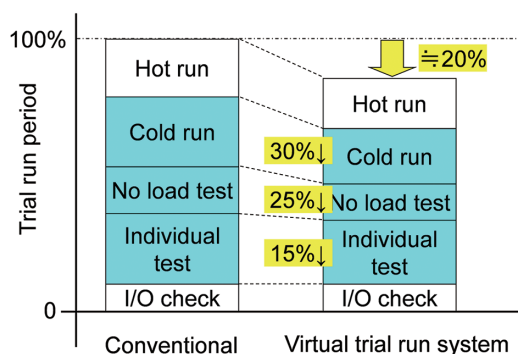 100%
≒20%
Hot run
Hot run
Cold run
Cold run
30%↓
No load test
No load test
25%↓
Individual
test
Individual
test
15%↓
I/O check
I/O check
0
Trial run period
Conventional
Virtual trial run system